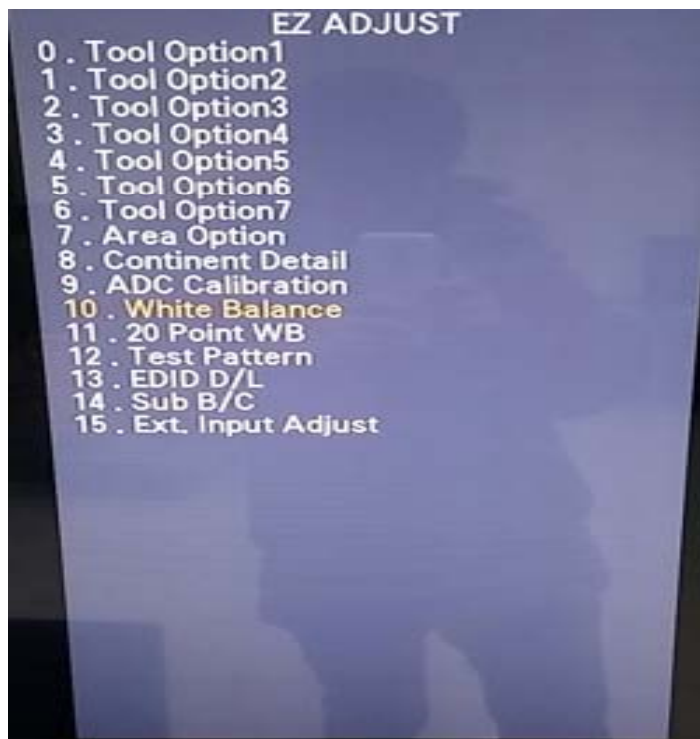 EZ ADJUST
0 . Tool Option1
1 . Tool Option2
2 . Tool Option3
3 . Tool Option4
4 . Tool Option5
5 . Tool Option6
6 . Tool Option7
7 . Area Option
8 . Continent Detail
9 . ADC Calibration
10 . White Balance
11 . 20 Point WB
12 . Test Pattern
13 . EDID D/L
14 . Sub B/C
15 . Ext. Input Adjust